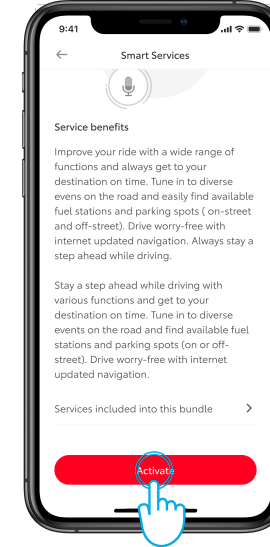 9:41
Smart Services
Service benefits
Improve your ride with a wide range of
functions and always get to your
destination on time. Tune in to diverse
evens on the road and easily find available
fuel stations and parking spots ( on-street
and off-street). Drive worry-free with
internet updated navigation. Always stay a
step ahead while driving.
Stay a step ahead while driving with
various functions and get to your
destination on time. Tune in to diverse
events on the road and find available fuel
stations and parking spots (on or off-
street). Drive worry-free with internet
updated navigation.
Services included into this bundle
Activate